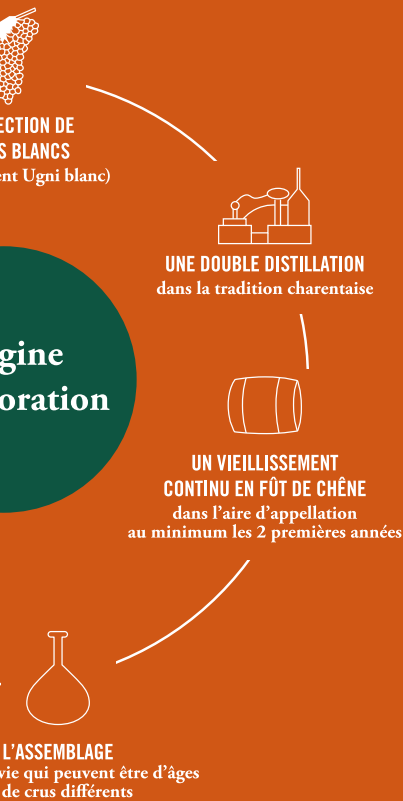 ECTION DE
S BLANCS
ent Ugni blanc)
UNE DOUBLE DISTILLATION
dans la tradition charentaise
gine
oration
UN VIEILLISSEMENT
CONTINU EN FÛT DE CHÊNE
dans l'aire d'appellation
au minimum les 2 premières années
L'ASSEMBLAGE
vie qui peuvent être d'âges
de crus différents